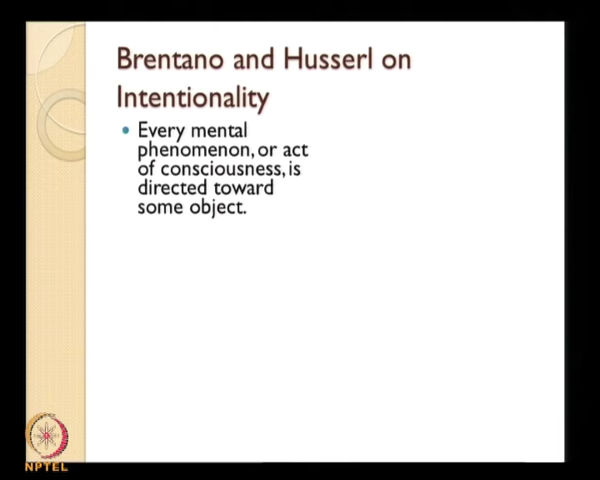 Brentano and Husserl on
Intentionality
• Every mental
phenomenon, or act
of consciousness, is
directed toward
some object.
NPTEL